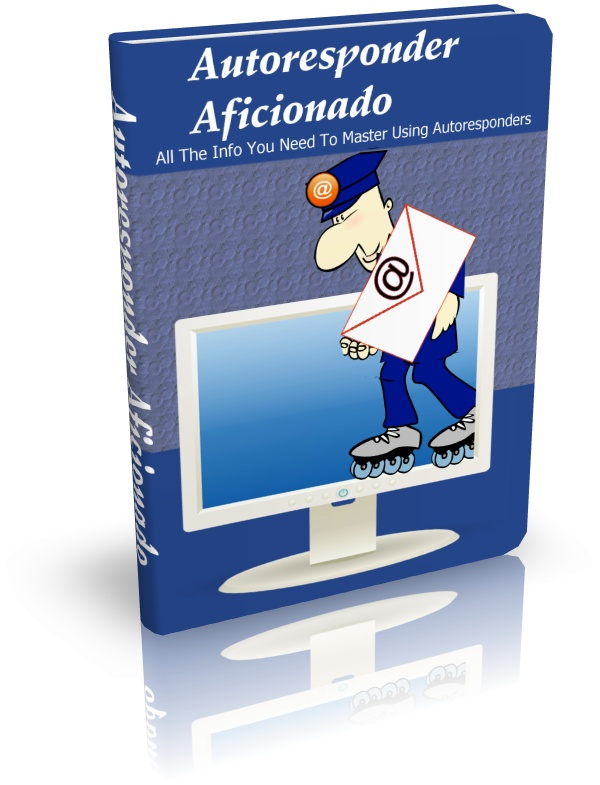 Autoresponder
Aficionado
All The Info You Need To Master Using Autoresponders
@
@
Autoresponder Aficionado